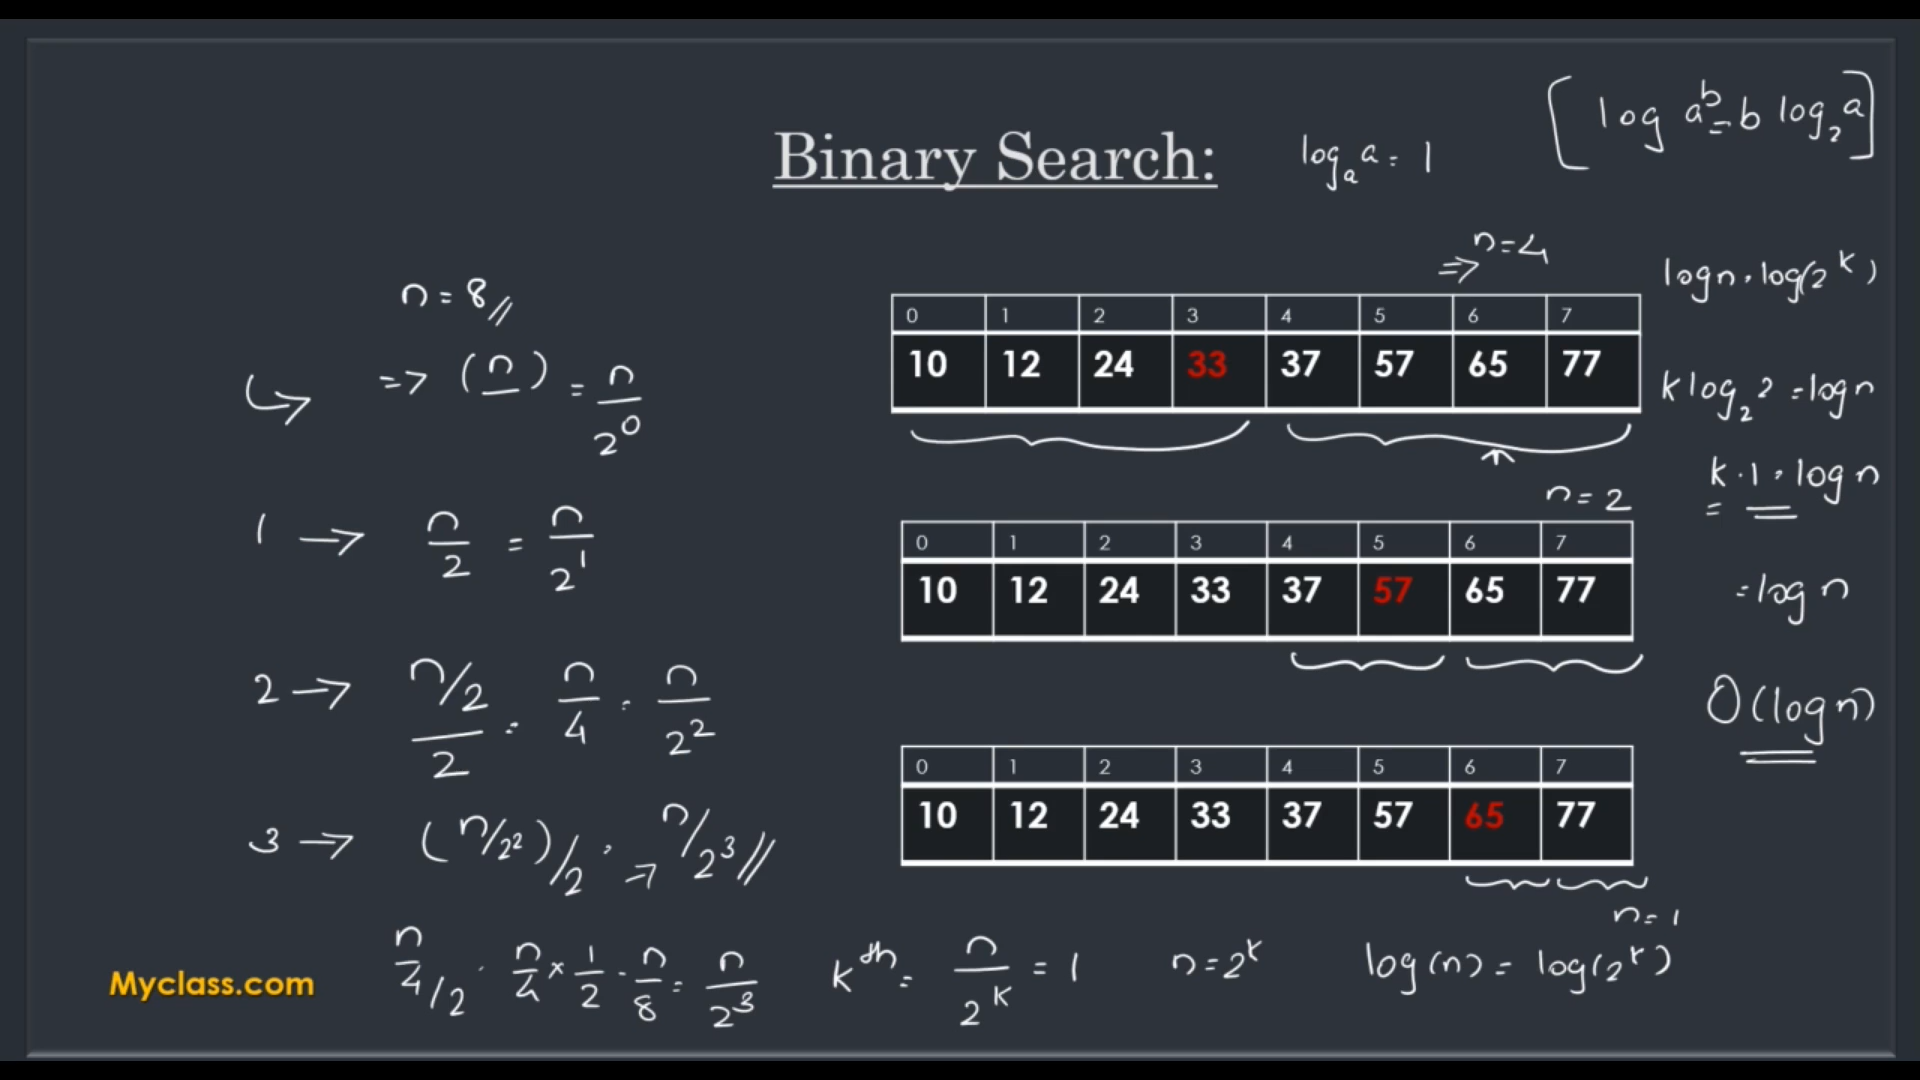 Binary Search:
log_a a = 1
[log a^b = b log_2 a]
n = 8 //
=> (n) = n/2^0
1 → n/2 = n/2^1
2 → (n/2)/2 = n/4 = n/2^2
3 → (n/2^2)/2 => n/2^3 //
n/4/2 = n/4 × 1/2 = n/8 = n/2^3
=> n=4
0 1 2 3 4 5 6 7
10 12 24 33 37 57 65 77
n = 2
0 1 2 3 4 5 6 7
10 12 24 33 37 57 65 77
0 1 2 3 4 5 6 7
10 12 24 33 37 57 65 77
n = 1
log n = log(2^k)
k log_2 2 = log n
k · 1 = log n
= log n
O(log n)
k^th = n/2^k = 1
n = 2^k
log(n) = log(2^k)
Myclass.com